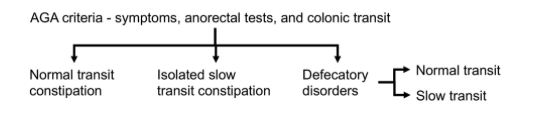 AGA criteria - symptoms, anorectal tests, and colonic transit
Normal transit
constipation
Isolated slow
transit constipation
Defecatory
disorders
Normal transit
Slow transit